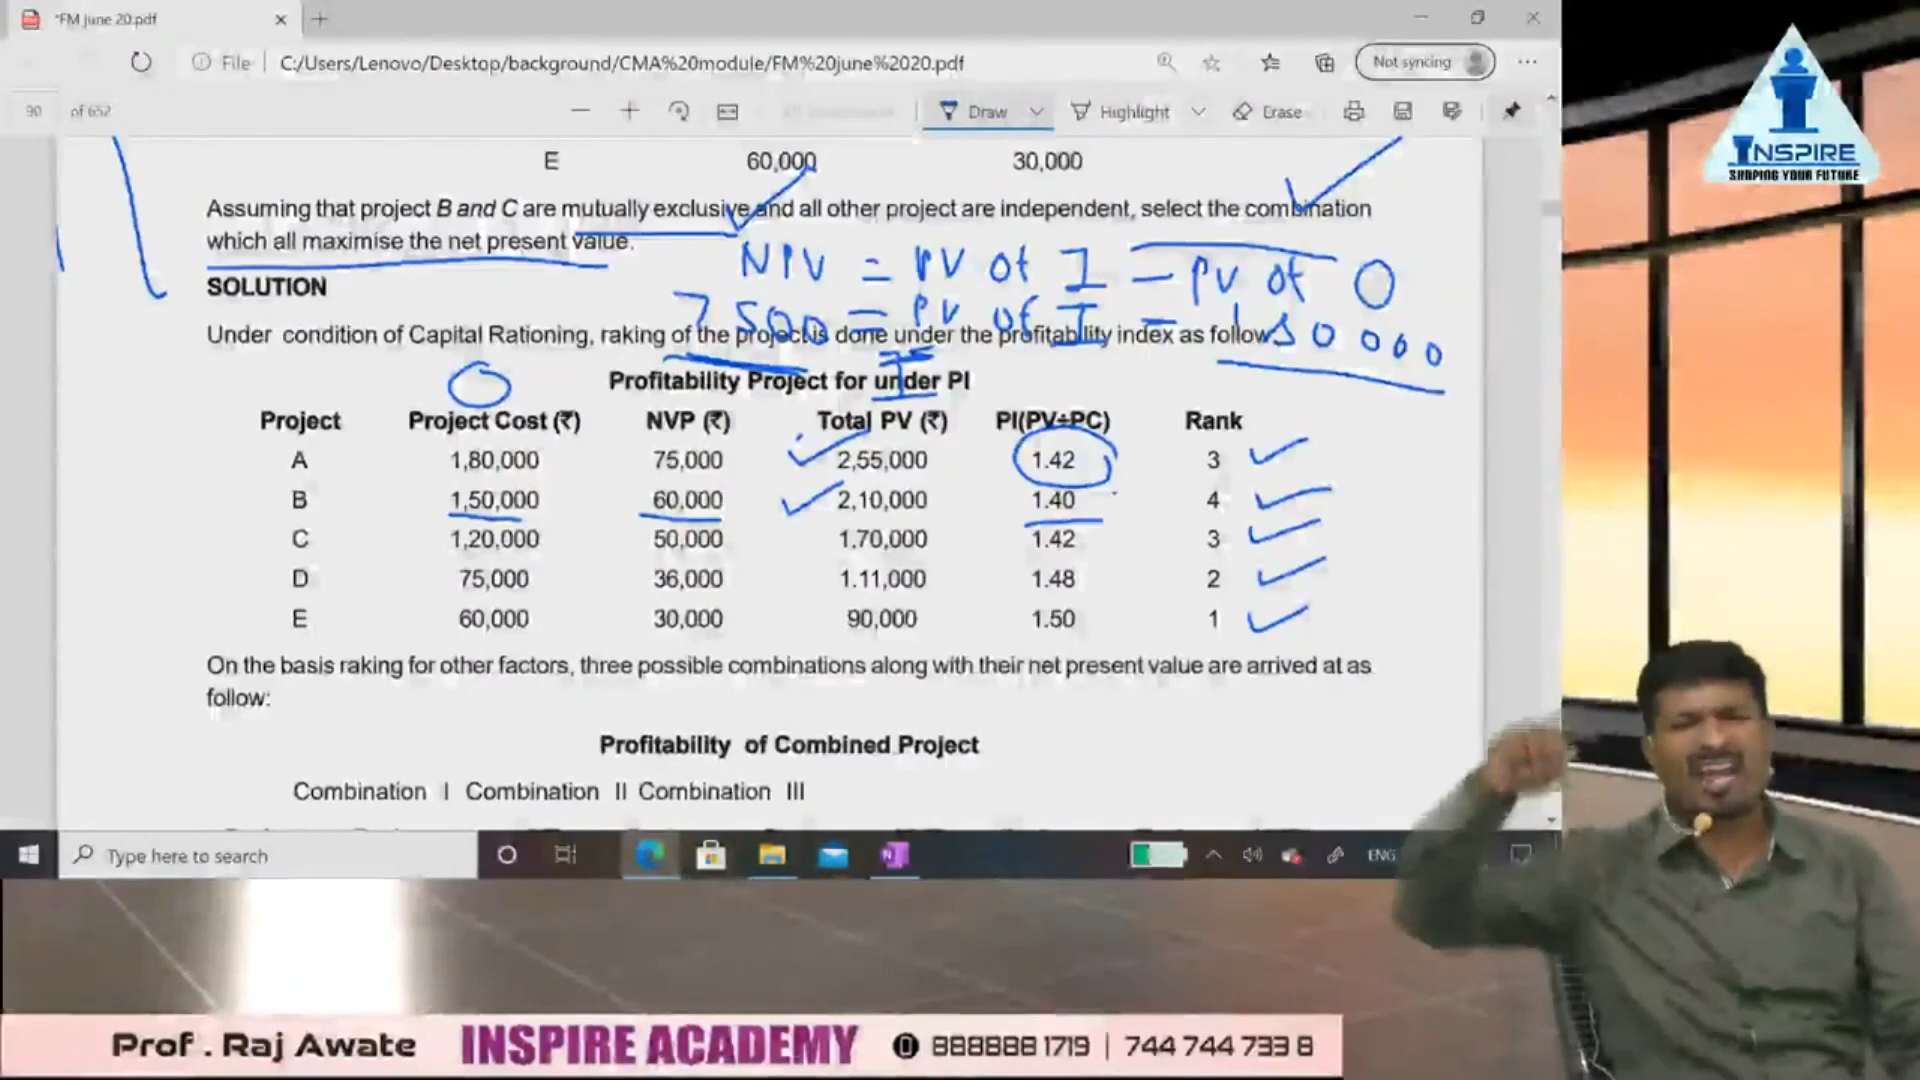 *FM june 20.pdf
File C:/Users/Lenovo/Desktop/background/CMA%20module/FM%20june%2020.pdf Not syncing
90 of 652 Draw Highlight Erase
E 60,000 30,000
Assuming that project B and C are mutually exclusive and all other project are independent, select the combination
which all maximise the net present value.
NPV = PV of I - PV of O
SOLUTION
7500 = PV of I - 180000
Under condition of Capital Rationing, raking of the project is done under the profitability index as follow
I
Profitability Project for under PI
Project Project Cost (₹) NVP (₹) Total PV (₹) PI(PV÷PC) Rank
A 1,80,000 75,000 2,55,000 1.42 3
B 1,50,000 60,000 2,10,000 1.40 4
C 1,20,000 50,000 1.70,000 1.42 3
D 75,000 36,000 1.11,000 1.48 2
E 60,000 30,000 90,000 1.50 1
On the basis raking for other factors, three possible combinations along with their net present value are arrived at as
follow:
Profitability of Combined Project
Combination I Combination II Combination III
Type here to search ENG
INSPIRE
SHAPING YOUR FUTURE
Prof . Raj Awate INSPIRE ACADEMY 888888 1719 | 744 744 733 8